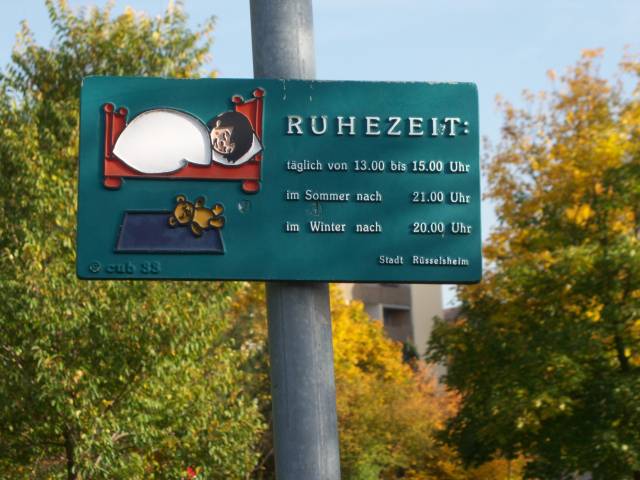 RUHEZEIT:
täglich von 13.00 bis 15.00 Uhr
im Sommer nach 21.00 Uhr
im Winter nach 20.00 Uhr
Stadt Rüsselsheim
© cub